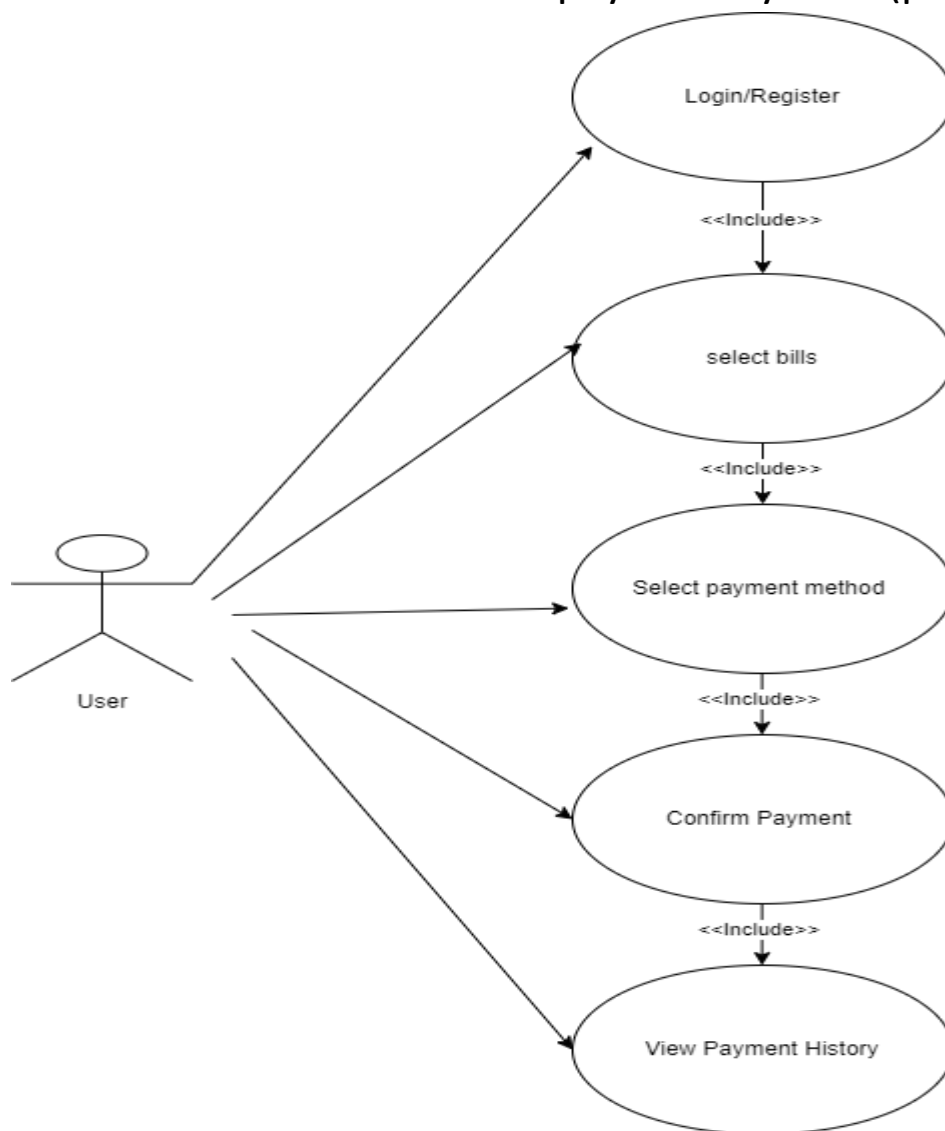 Login/Register
<<Include>>
select bills
<<Include>>
Select payment method
<<Include>>
User
Confirm Payment
<<Include>>
View Payment History